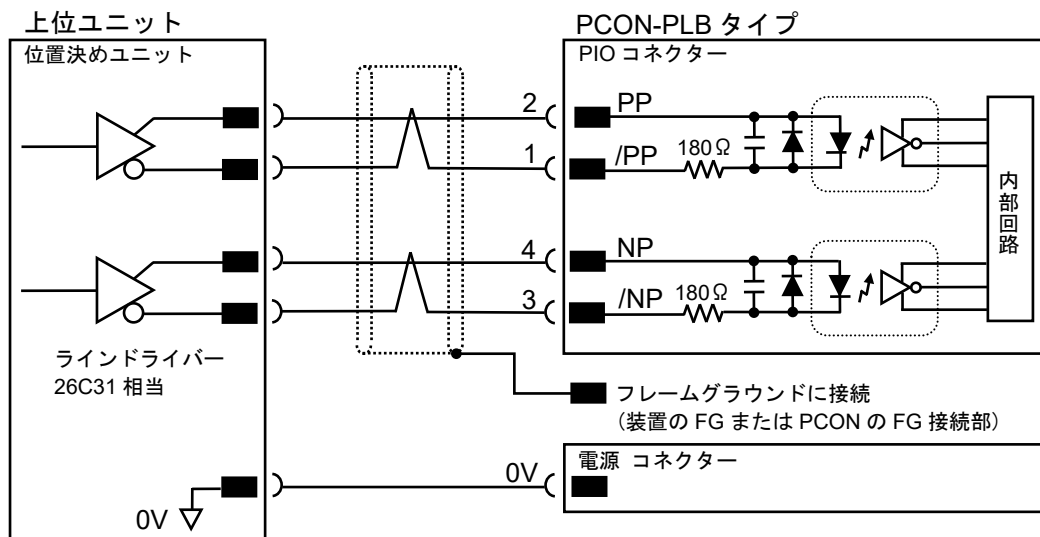 上位ユニット
位置決めユニット
PCON-PLB タイプ
PIO コネクター
2
PP
1
/PP
180Ω
4
NP
3
/NP
180Ω
内部回路
ラインドライバー
26C31 相当
フレームグラウンドに接続
(装置の FG または PCON の FG 接続部)
電源 コネクター
0V
0V